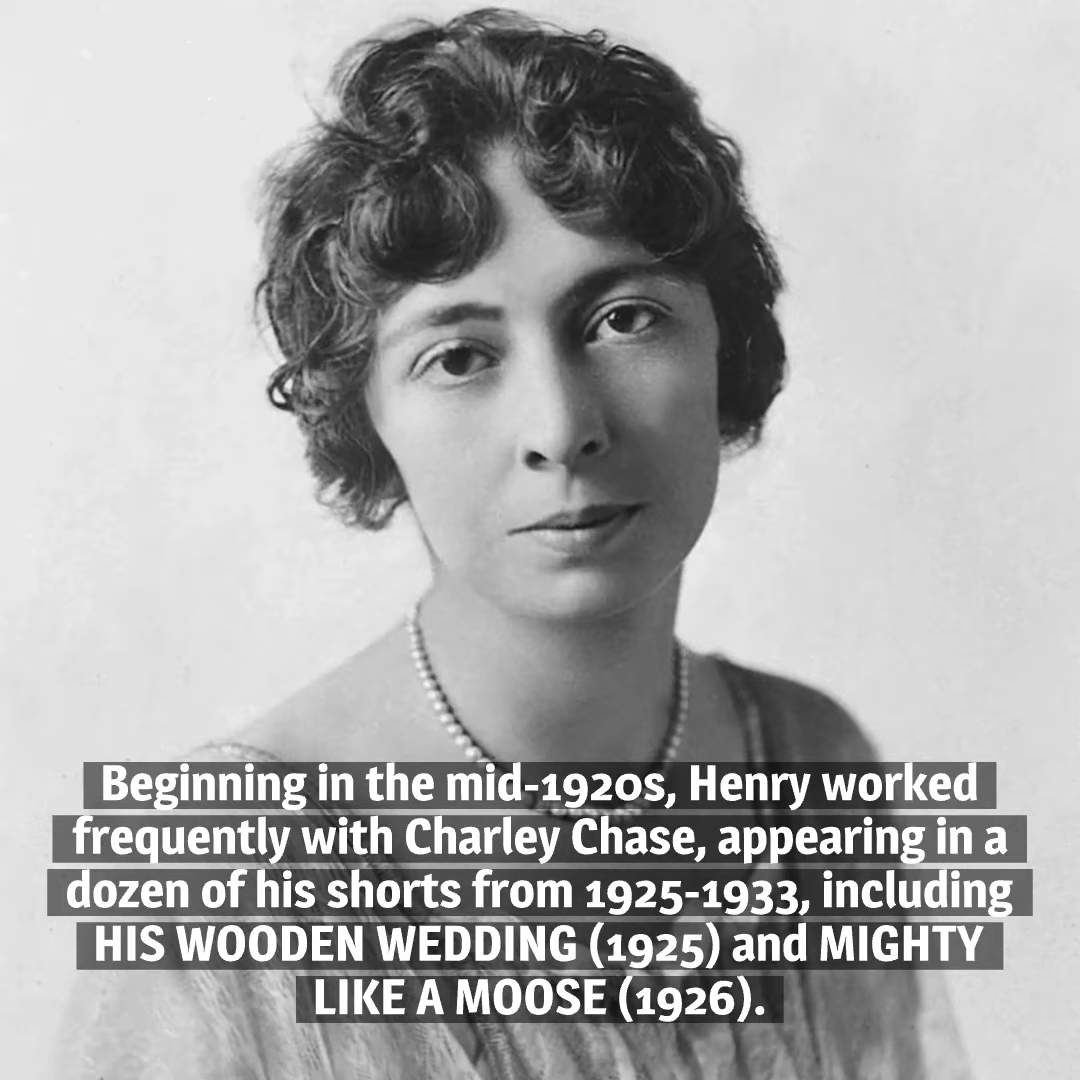 Beginning in the mid-1920s, Henry worked
frequently with Charley Chase, appearing in a
dozen of his shorts from 1925-1933, including
HIS WOODEN WEDDING (1925) and MIGHTY
LIKE A MOOSE (1926).